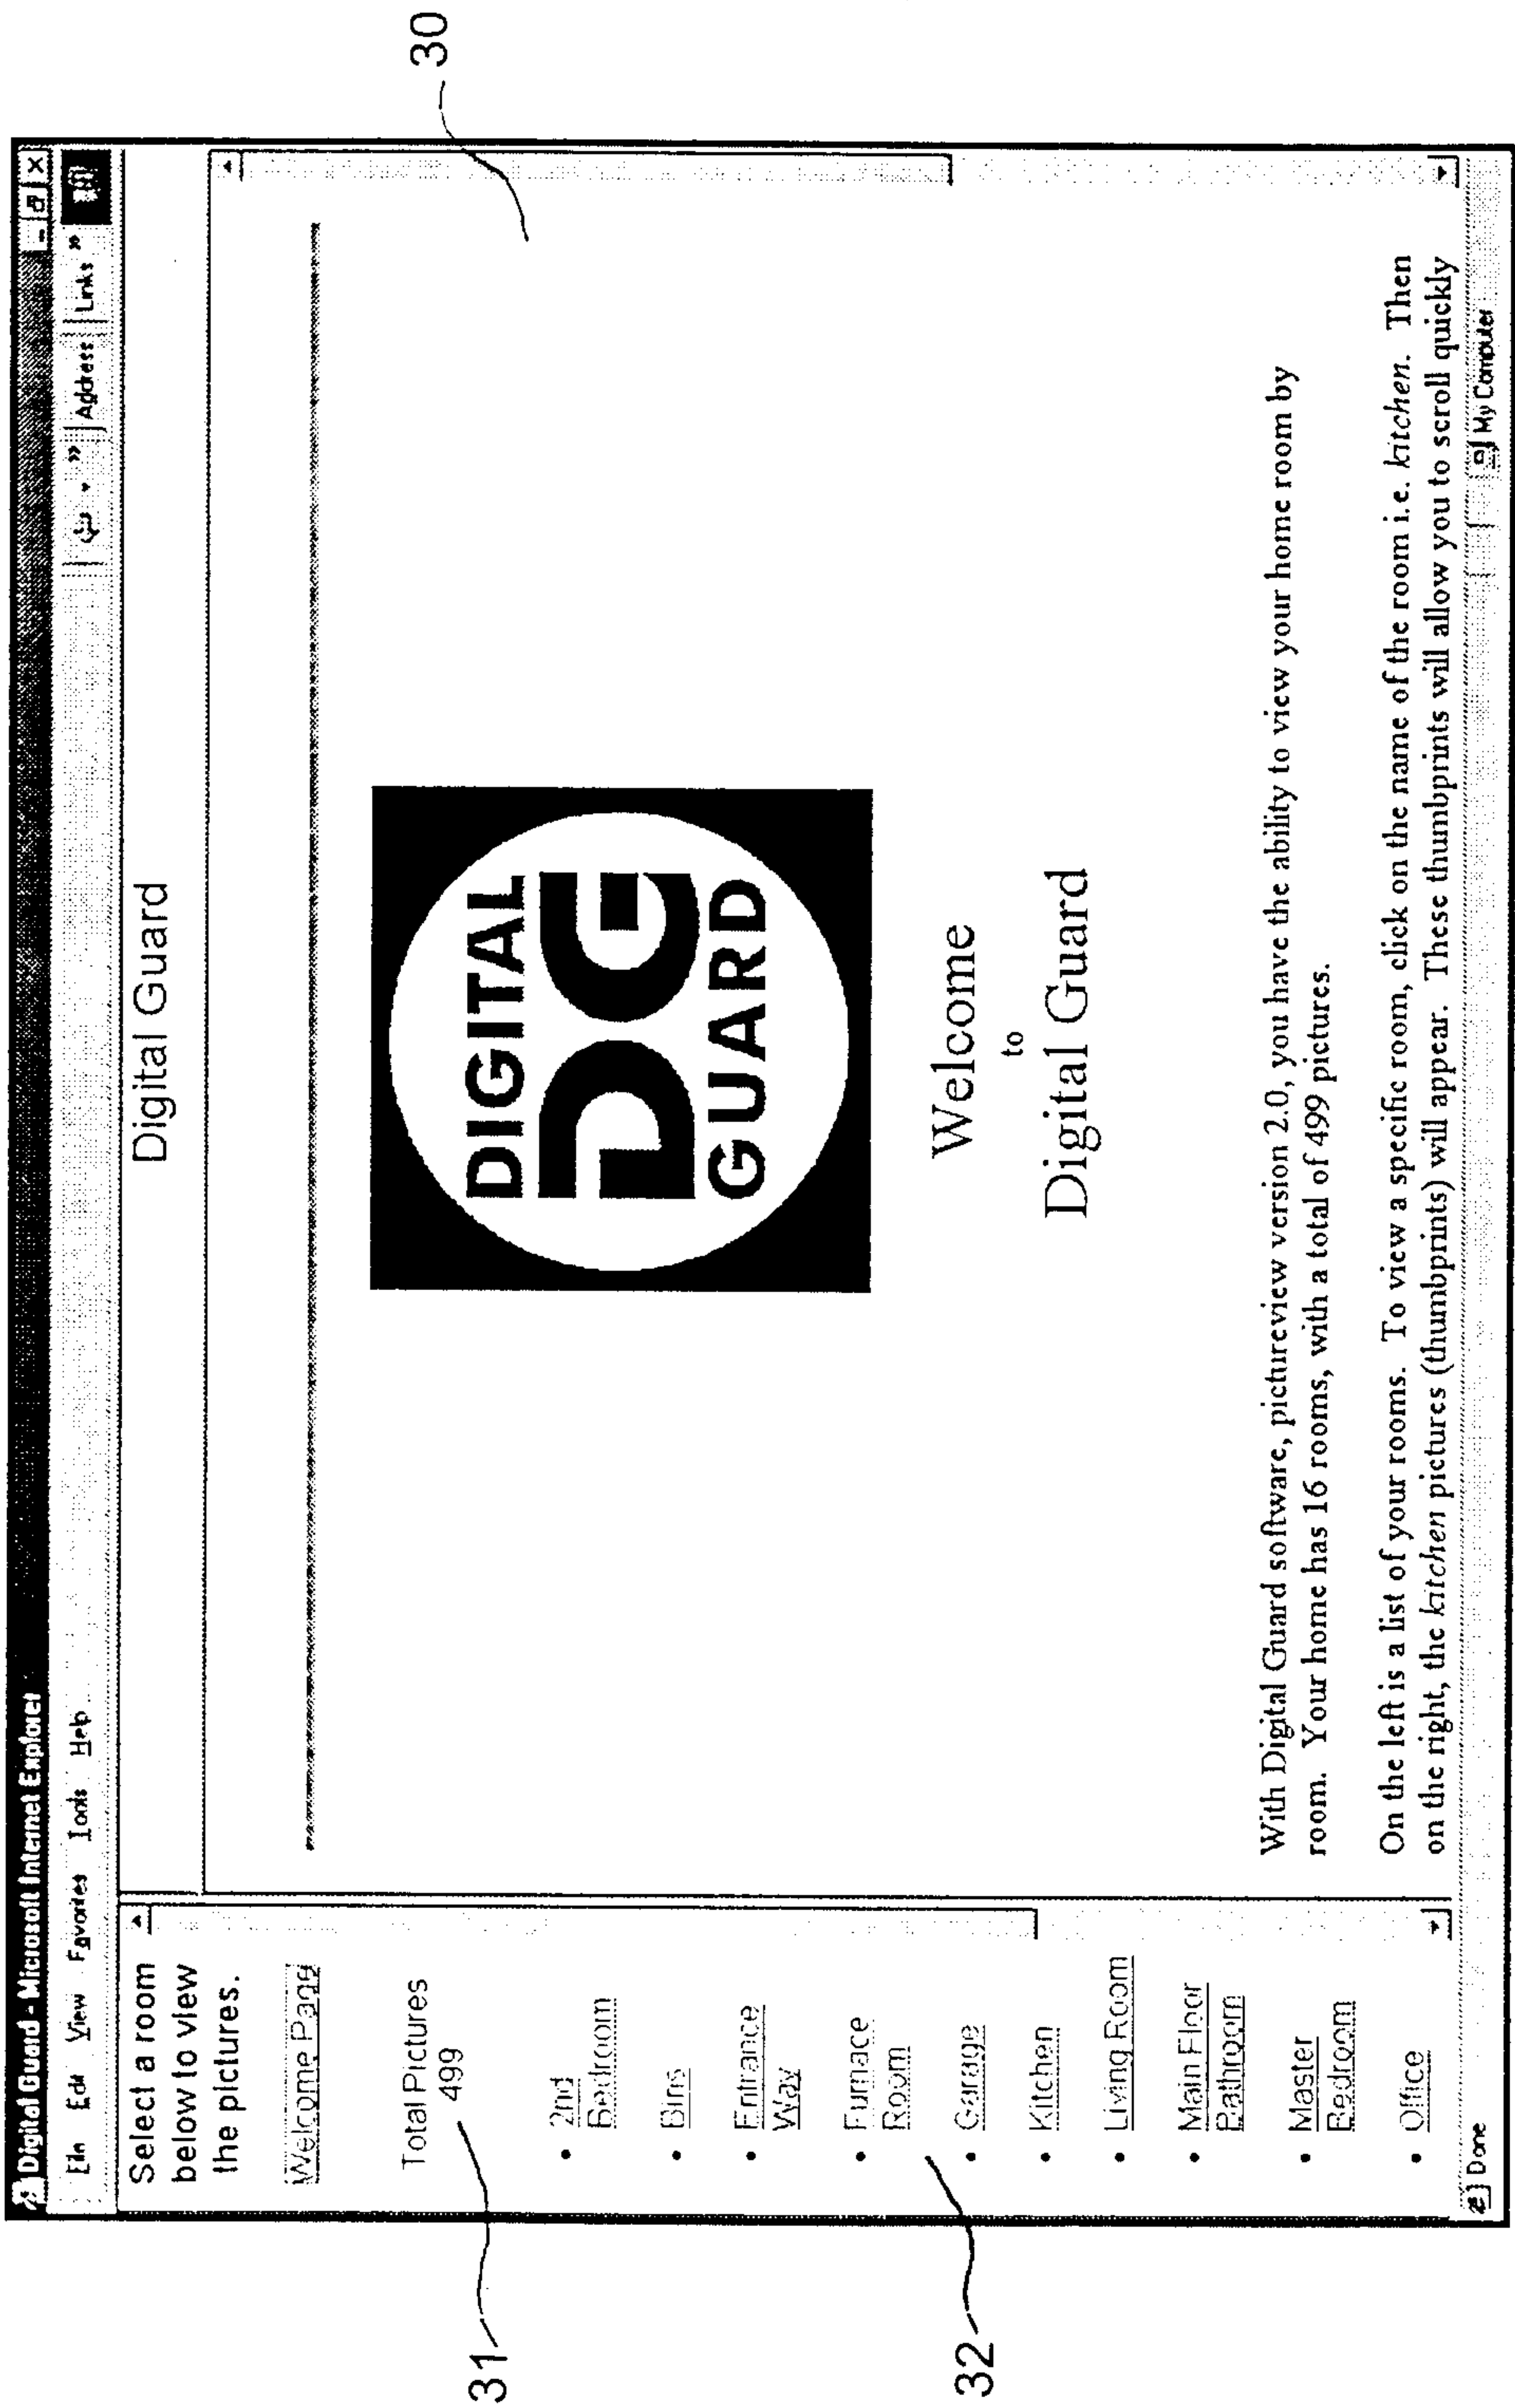 Digital Guard - Microsoft Internet Explorer
File Edit View Favorites Tools Help
» Address Links »
Select a room
below to view
the pictures.
Welcome Page
Total Pictures
499
• 2nd
Bedroom
• Bins
• Entrance
Way
• Furnace
Room
• Garage
• Kitchen
• Living Room
• Main Floor
Bathroom
• Master
Bedroom
• Office
Digital Guard
DIGITAL
DG
GUARD
Welcome
to
Digital Guard
With Digital Guard software, pictureview version 2.0, you have the ability to view your home room by
room. Your home has 16 rooms, with a total of 499 pictures.
On the left is a list of your rooms. To view a specific room, click on the name of the room i.e. kitchen. Then
on the right, the kitchen pictures (thumbprints) will appear. These thumbprints will allow you to scroll quickly
Done
My Computer
30
31
32